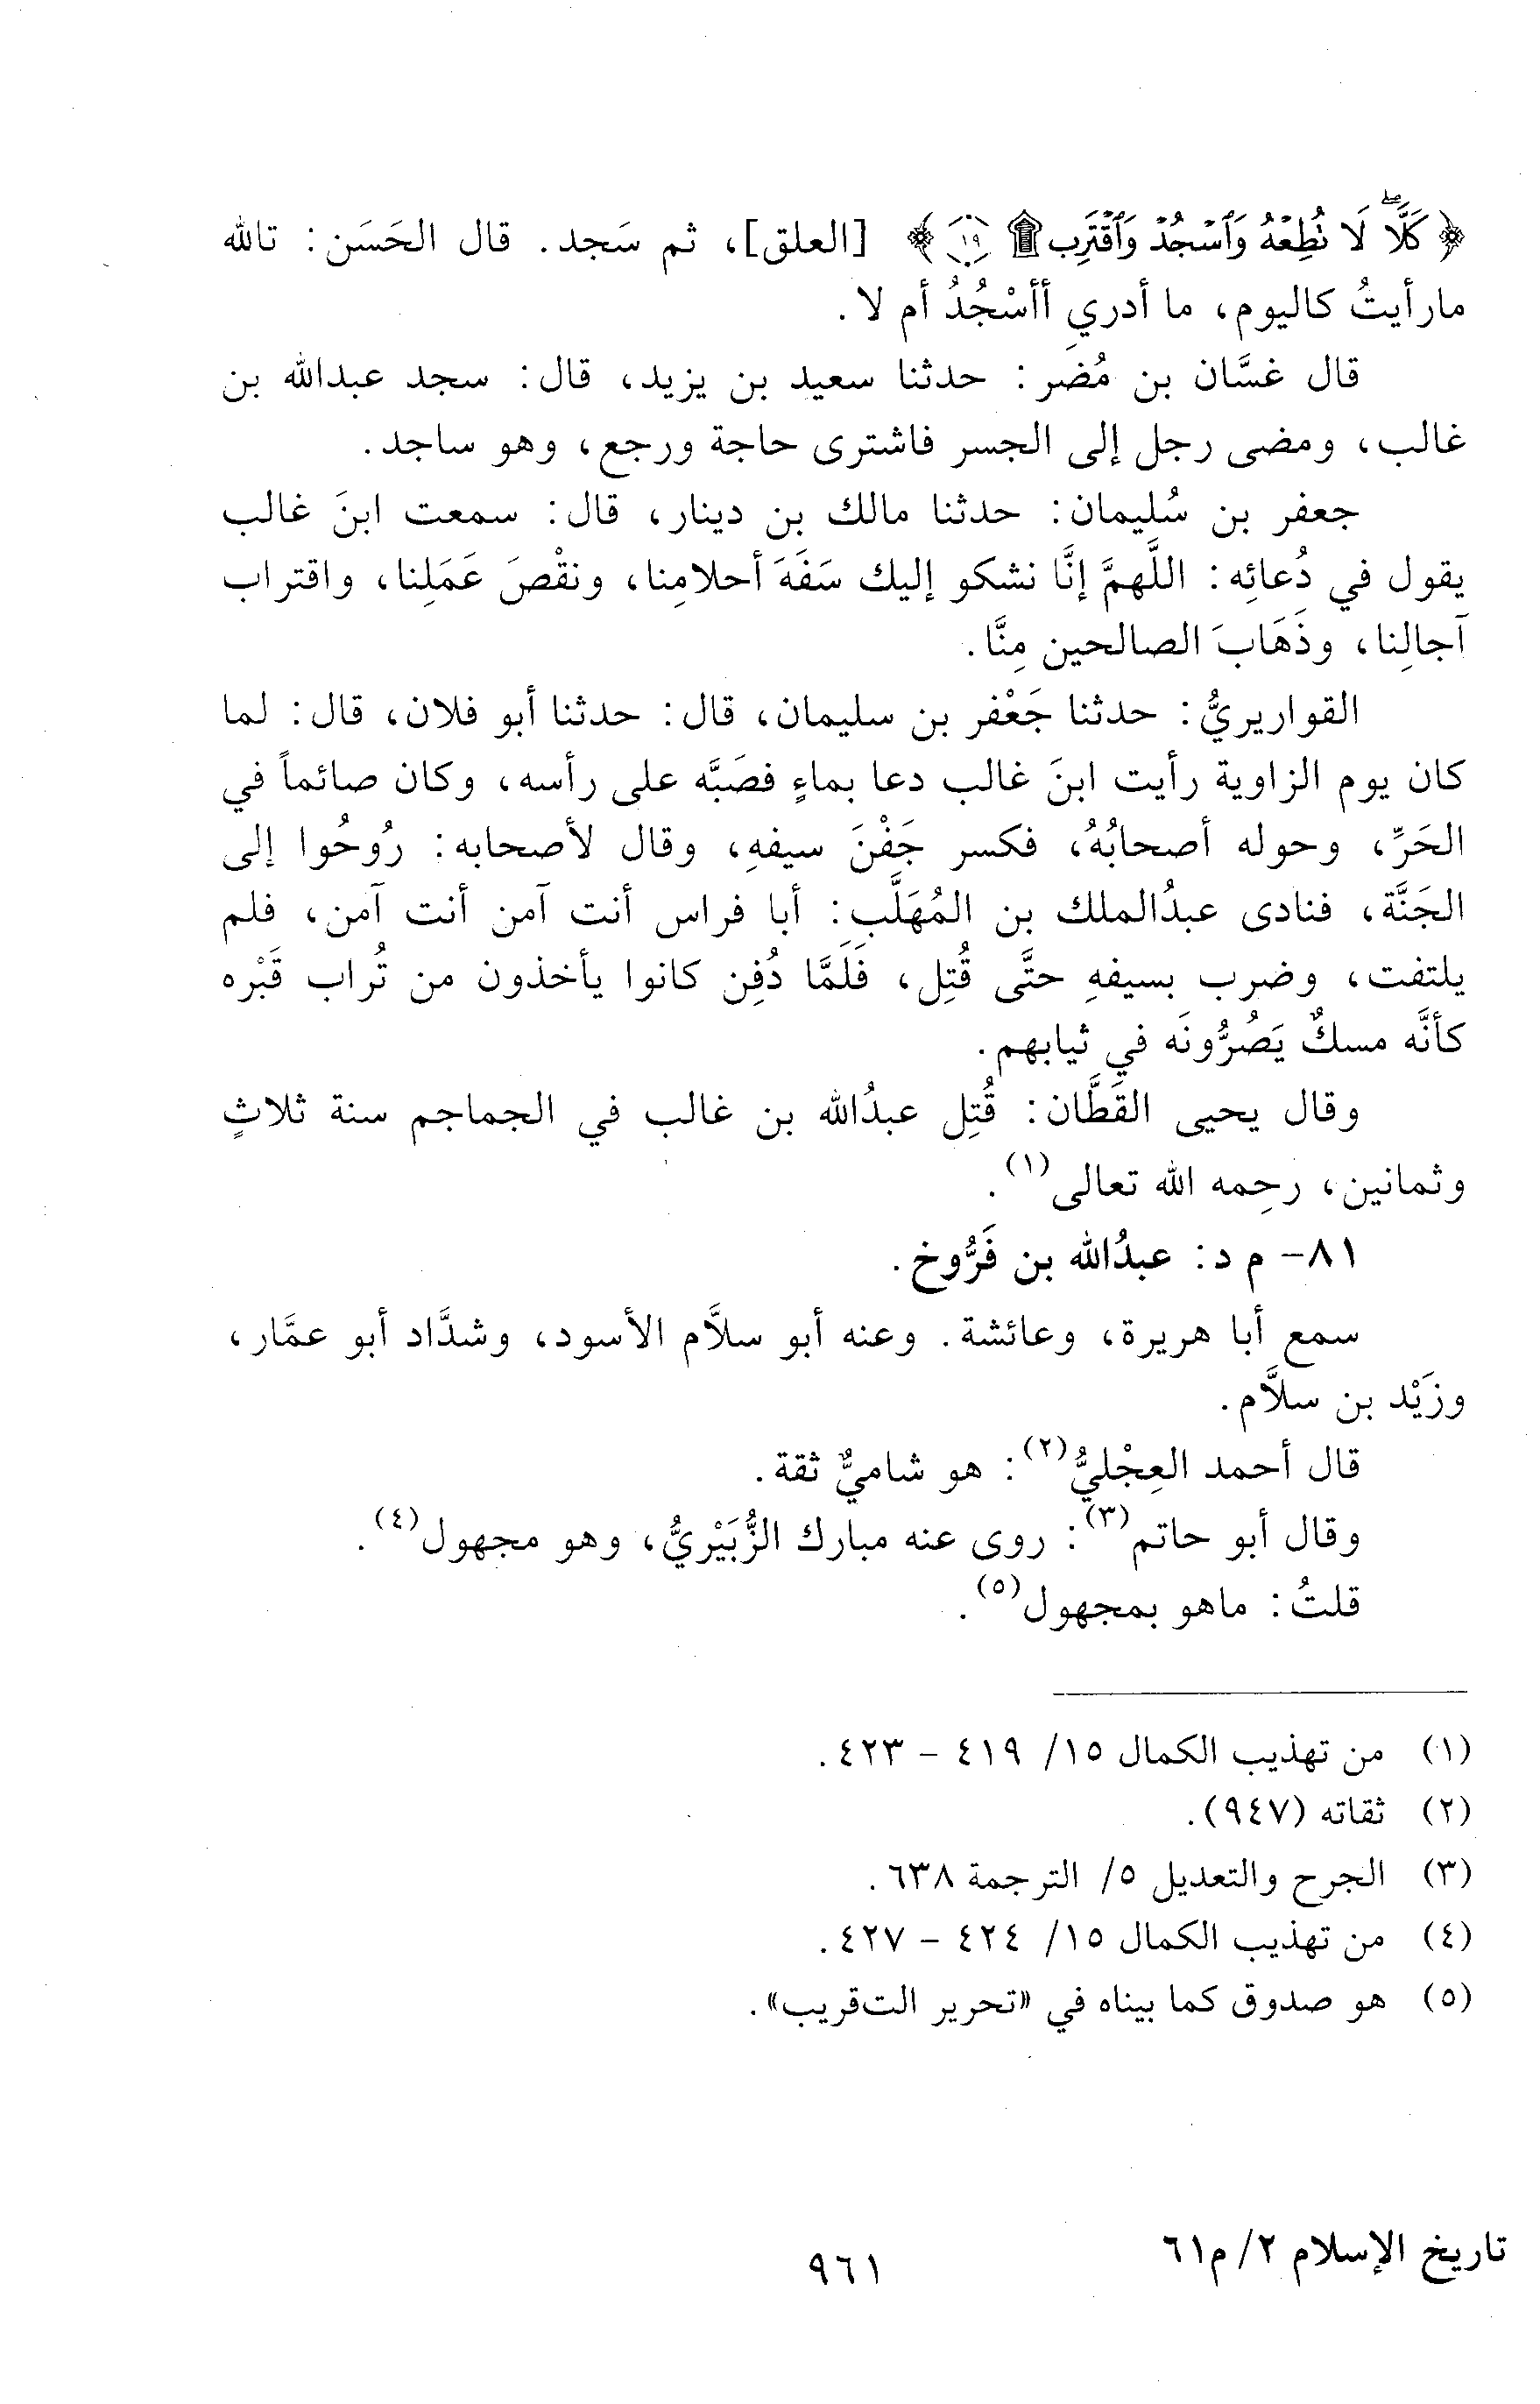 ﴿كَلَّا لَا تُطِعْهُ وَٱسْجُدْ وَٱقْتَرِب ۩ ١٩﴾ [العلق]، ثم سَجد. قال الحَسَن: تالله
مارأيتُ كاليوم، ما أدري أأسْجُدُ أم لا.
قال غسَّان بن مُضَر: حدثنا سعيد بن يزيد، قال: سجد عبدالله بن
غالب، ومضى رجل إلى الجسر فاشترى حاجة ورجع، وهو ساجد.
جعفر بن سُليمان: حدثنا مالك بن دينار، قال: سمعت ابنَ غالب
يقول في دُعائِه: اللَّهمَّ إنَّا نشكو إليك سَفَهَ أحلامِنا، ونقْصَ عَمَلِنا، واقتراب
آجالِنا، وذَهَابَ الصالحين مِنَّا.
القواريريُّ: حدثنا جَعْفر بن سليمان، قال: حدثنا أبو فلان، قال: لما
كان يوم الزاوية رأيت ابنَ غالب دعا بماءٍ فصَبَّه على رأسه، وكان صائماً في
الحَرِّ، وحوله أصحابُهُ، فكسر جَفْنَ سيفهِ، وقال لأصحابه: رُوحُوا إلى
الجَنَّة، فنادى عبدُالملك بن المُهَلَّب: أبا فراس أنت آمن أنت آمن، فلم
يلتفت، وضرب بسيفهِ حتَّى قُتِل، فَلَمَّا دُفِن كانوا يأخذون من تُراب قَبْره
كأنَّه مسكٌ يَصُرُّونَه في ثيابهم.
وقال يحيى القَطَّان: قُتِل عبدُالله بن غالب في الجماجم سنة ثلاثٍ
وثمانين، رحِمه الله تعالى(١).
٨١- م د: عبدُالله بن فَرُّوخ.
سمع أبا هريرة، وعائشة. وعنه أبو سلاَّم الأسود، وشدَّاد أبو عمَّار،
وزَيْد بن سلاَّم.
قال أحمد العِجْليُّ(٢): هو شاميٌّ ثقة.
وقال أبو حاتم(٣): روى عنه مبارك الزُّبَيْريُّ، وهو مجهول(٤).
قلتُ: ماهو بمجهول(٥).
(١) من تهذيب الكمال ١٥/ ٤١٩ - ٤٢٣.
(٢) ثقاته (٩٤٧).
(٣) الجرح والتعديل ٥/ الترجمة ٦٣٨.
(٤) من تهذيب الكمال ١٥/ ٤٢٤ - ٤٢٧.
(٥) هو صدوق كما بيناه في «تحرير التقريب».
تاريخ الإسلام ٢/ م٦١
٩٦١